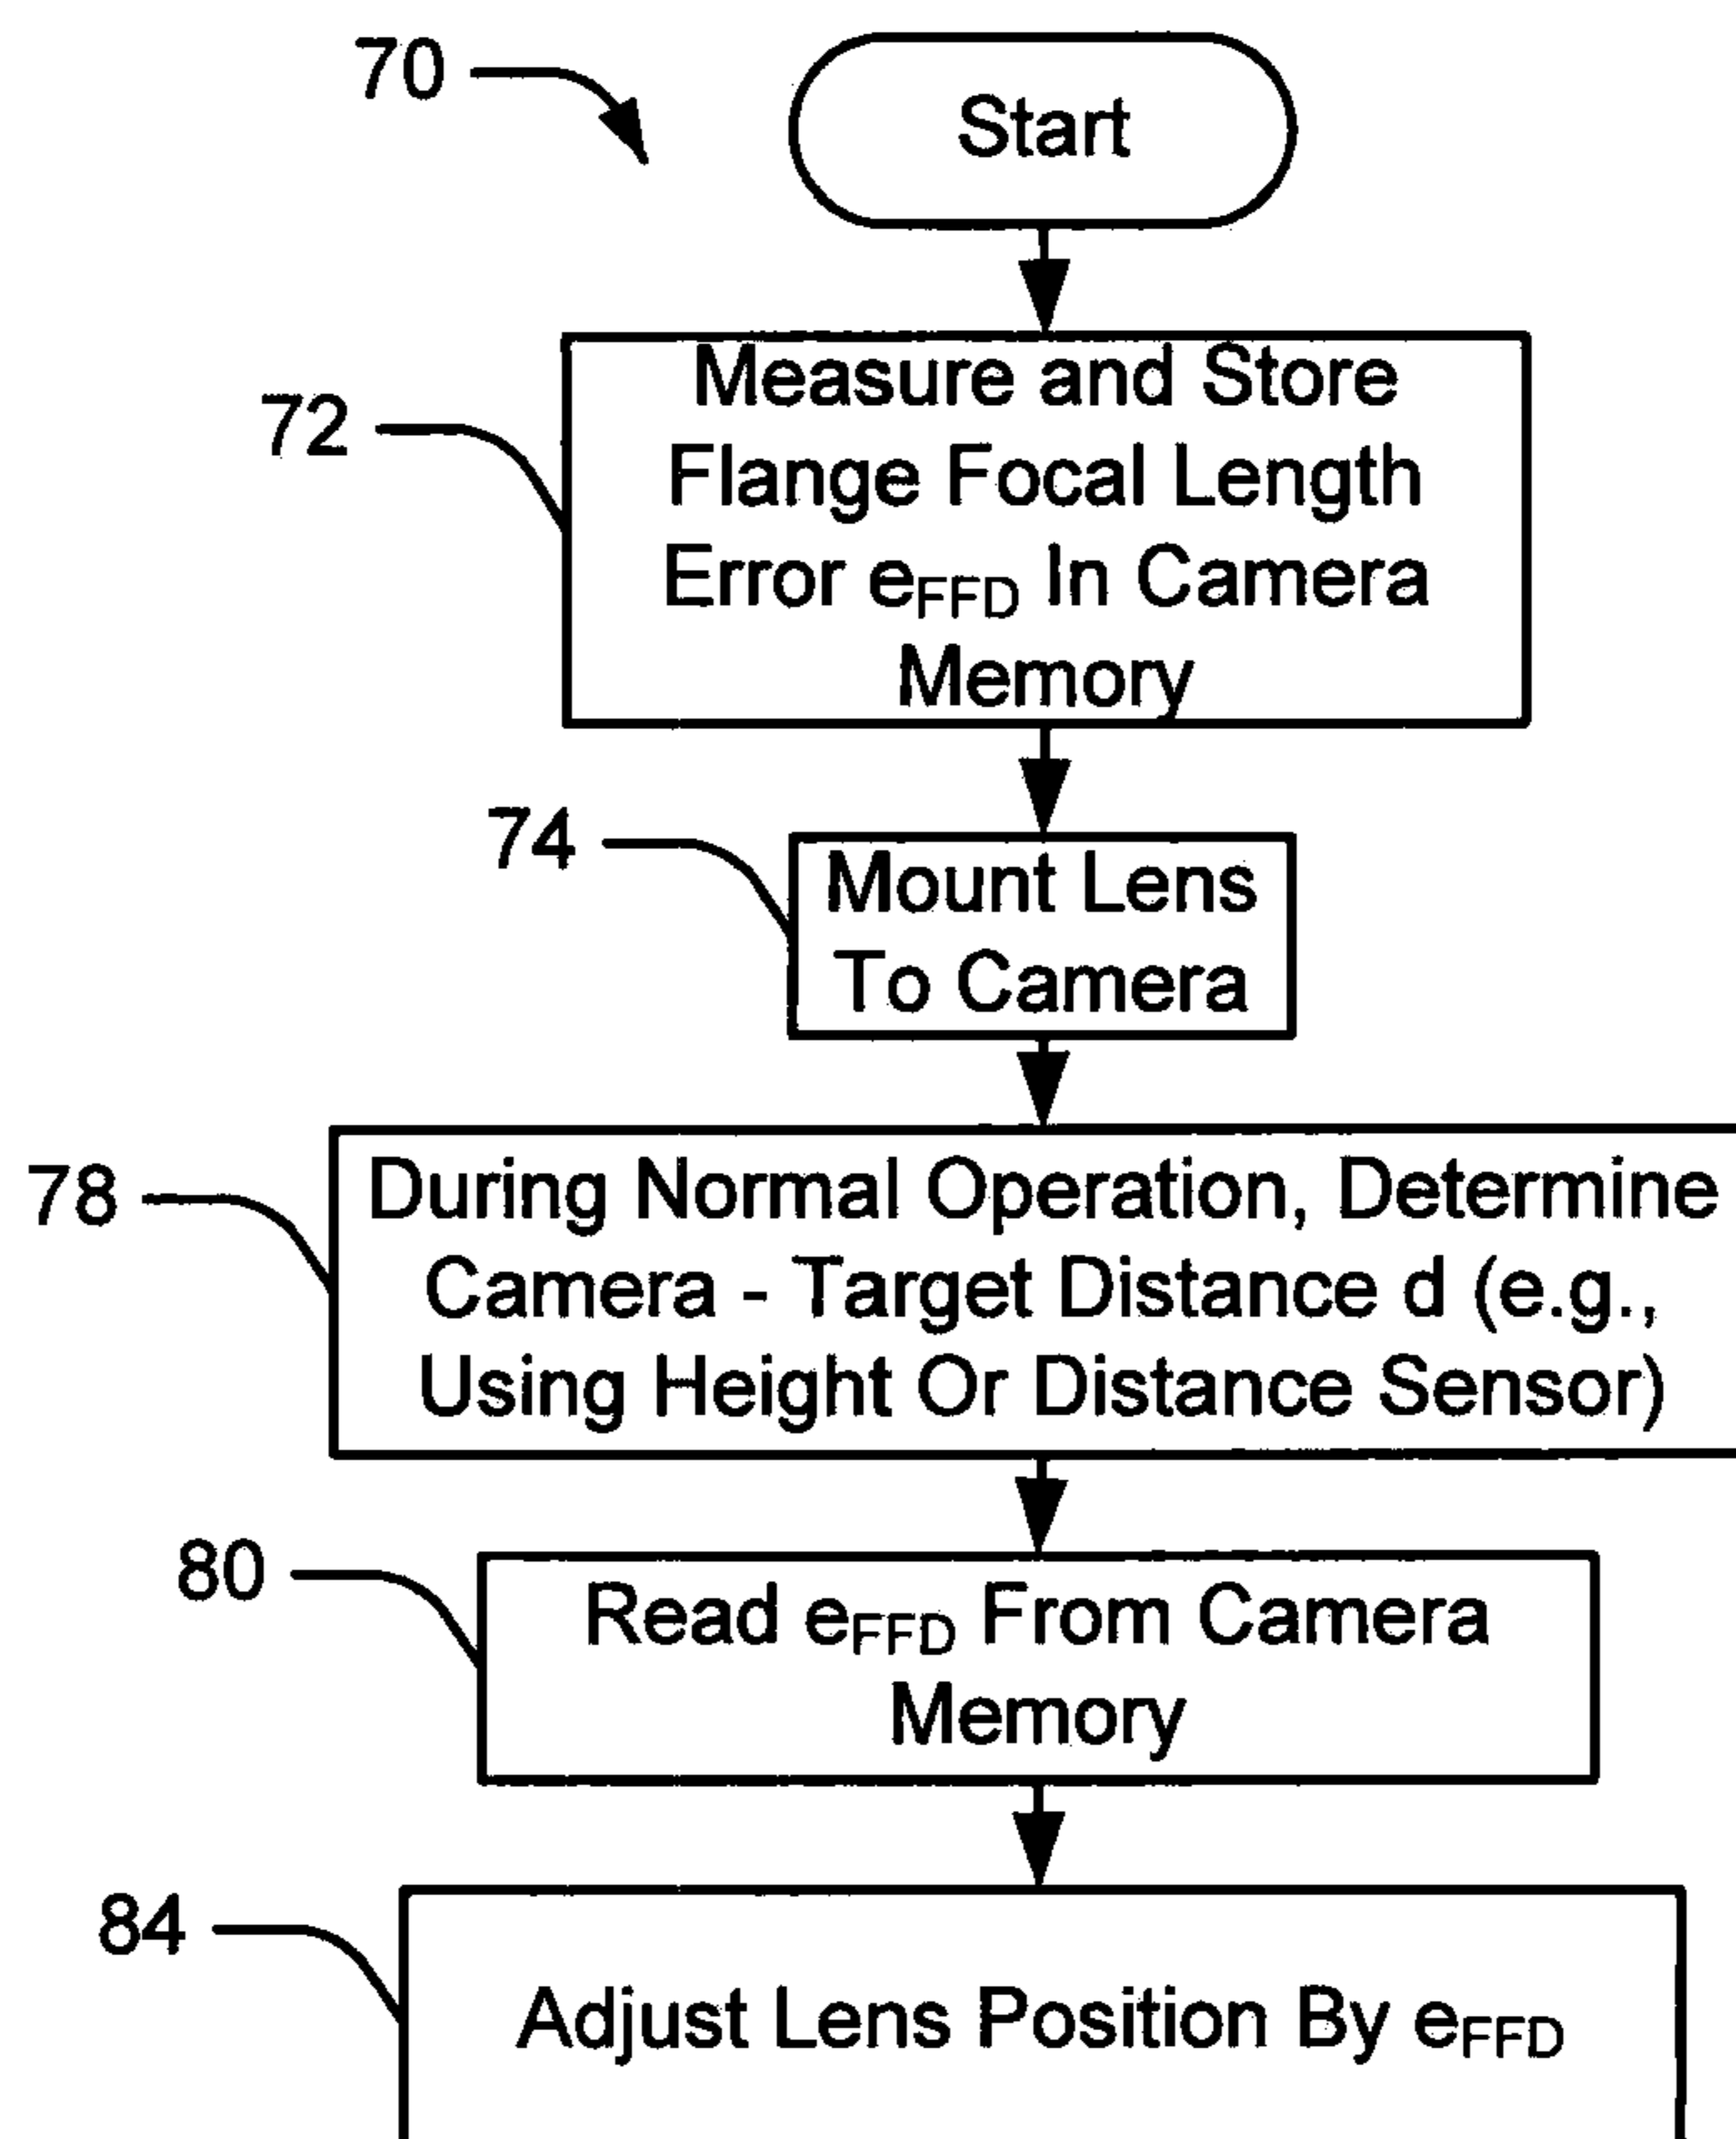 70
Start
72
Measure and Store
Flange Focal Length
Error eFFD In Camera
Memory
74
Mount Lens
To Camera
78
During Normal Operation, Determine
Camera - Target Distance d (e.g.,
Using Height Or Distance Sensor)
80
Read eFFD From Camera
Memory
84
Adjust Lens Position By eFFD